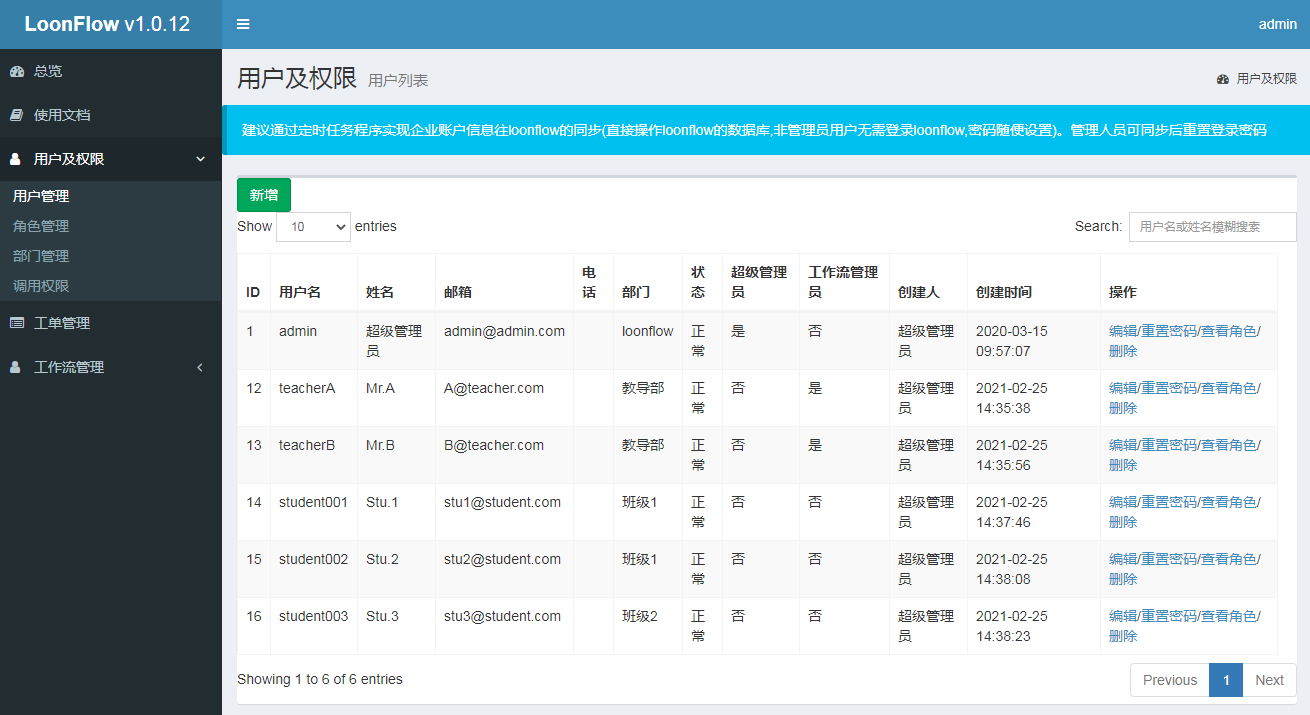 LoonFlow v1.0.12
admin
总览
使用文档
用户及权限
用户管理
角色管理
部门管理
调用权限
工单管理
工作流管理
用户及权限 用户列表
用户及权限
建议通过定时任务程序实现企业账户信息往loonflow的同步(直接操作loonflow的数据库,非管理员用户无需登录loonflow,密码随便设置)。管理人员可同步后重置登录密码
新增
Show 10 entries
Search: 用户名或姓名模糊搜索
ID 用户名 姓名 邮箱 电话 部门 状态 超级管理员 工作流管理员 创建人 创建时间 操作
1 admin 超级管理员 admin@admin.com loonflow 正常 是 否 超级管理员 2020-03-15 09:57:07 编辑/重置密码/查看角色/删除
12 teacherA Mr.A A@teacher.com 教导部 正常 否 是 超级管理员 2021-02-25 14:35:38 编辑/重置密码/查看角色/删除
13 teacherB Mr.B B@teacher.com 教导部 正常 否 是 超级管理员 2021-02-25 14:35:56 编辑/重置密码/查看角色/删除
14 student001 Stu.1 stu1@student.com 班级1 正常 否 否 超级管理员 2021-02-25 14:37:46 编辑/重置密码/查看角色/删除
15 student002 Stu.2 stu2@student.com 班级1 正常 否 否 超级管理员 2021-02-25 14:38:08 编辑/重置密码/查看角色/删除
16 student003 Stu.3 stu3@student.com 班级2 正常 否 否 超级管理员 2021-02-25 14:38:23 编辑/重置密码/查看角色/删除
Showing 1 to 6 of 6 entries
Previous 1 Next